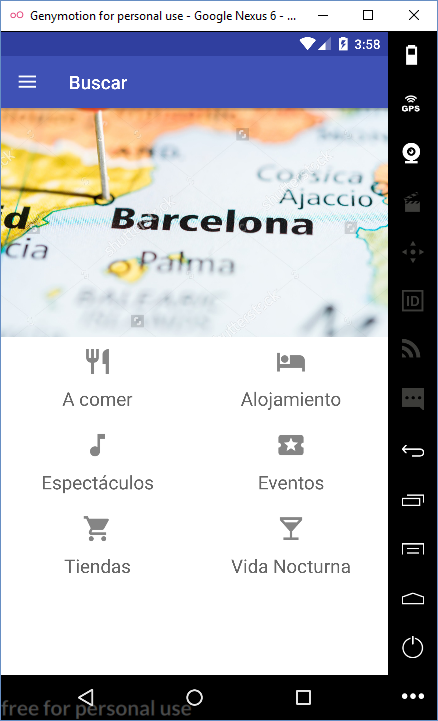 Genymotion for personal use - Google Nexus 6 - ...
GPS
3:58
Buscar
Corsica
Ajaccio
Barcelona
Palma
BALEARIC
A comer
Alojamiento
Espectáculos
Eventos
Tiendas
Vida Nocturna
ID
free for personal use